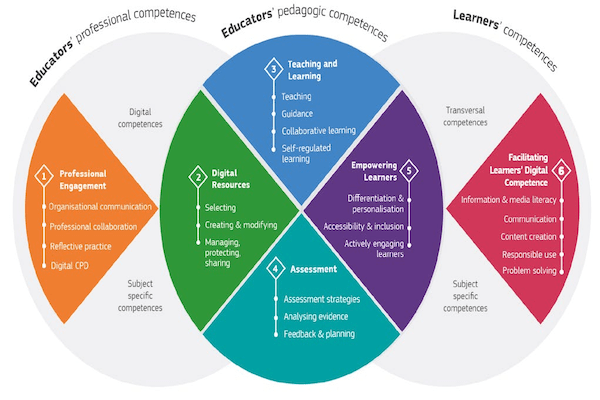 Educators' professional competences
Educators' pedagogic competences
Learners' competences
Digital
competences
Transversal
competences
Subject
specific
competences
Subject
specific
competences
1
Professional
Engagement
Organisational communication
Professional collaboration
Reflective practice
Digital CPD
2
Digital
Resources
Selecting
Creating & modifying
Managing,
protecting,
sharing
3
Teaching and
Learning
Teaching
Guidance
Collaborative learning
Self-regulated
learning
4
Assessment
Assessment strategies
Analysing evidence
Feedback & planning
5
Empowering
Learners
Differentiation &
personalisation
Accessibility & inclusion
Actively engaging
learners
6
Facilitating
Learners' Digital
Competence
Information & media literacy
Communication
Content creation
Responsible use
Problem solving